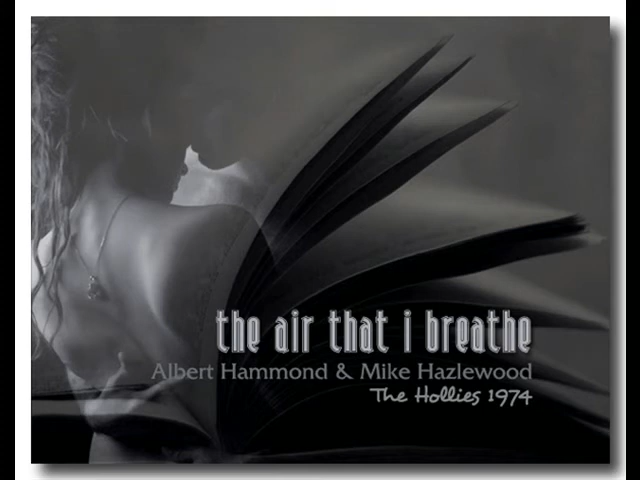 the air that i breathe
Albert Hammond & Mike Hazlewood
The Hollies 1974